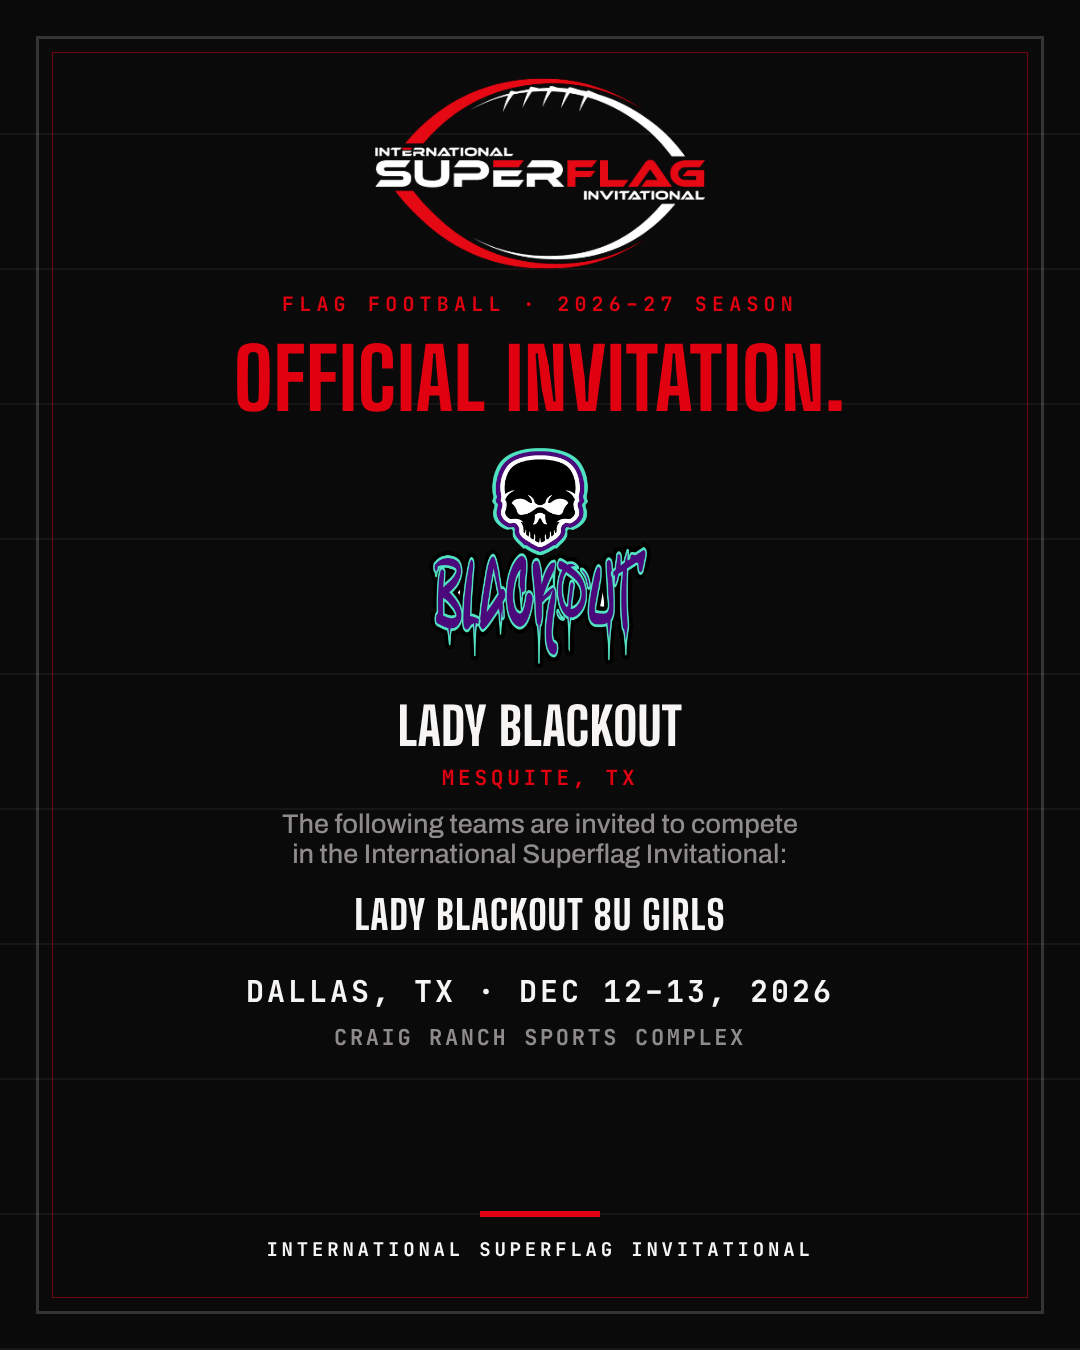 INTERNATIONAL
SUPERFLAG
INVITATIONAL
FLAG FOOTBALL · 2026–27 SEASON
OFFICIAL INVITATION.
BLACKOUT
LADY BLACKOUT
MESQUITE, TX
The following teams are invited to compete
in the International Superflag Invitational:
LADY BLACKOUT 8U GIRLS
DALLAS, TX · DEC 12–13, 2026
CRAIG RANCH SPORTS COMPLEX
INTERNATIONAL SUPERFLAG INVITATIONAL